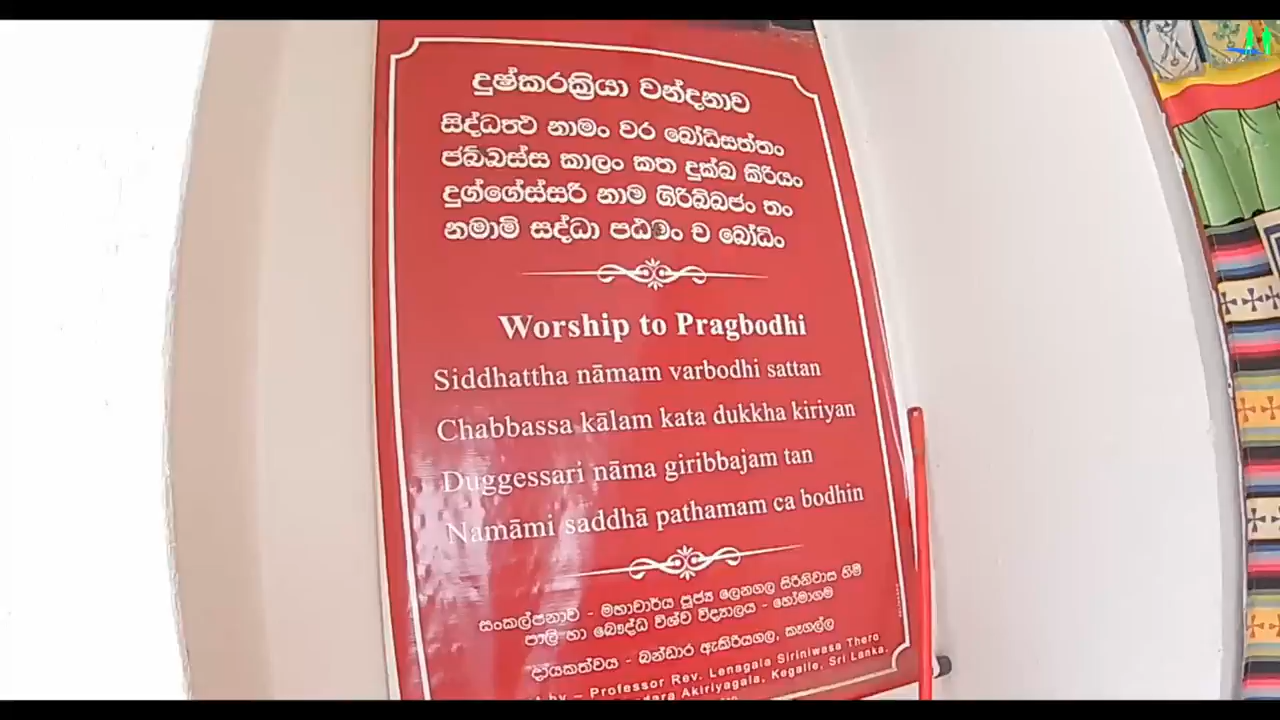 දුෂ්කරක්‍රියා වන්දනාව
සිද්ධත්ථ නාමං වර බෝධිසත්තං
ජබ්බස්ස කාලං කත දුක්ඛ කිරියං
දුග්ගේස්සරි නාම ගිරිබ්බජං තං
නමාමි සද්ධා පඨමං ච බෝධිං
Worship to Pragbodhi
Siddhattha nāmam varbodhi sattan
Chabbassa kālam kata dukkha kiriyan
Duggessari nāma giribbajam tan
Namāmi saddhā pathamam ca bodhin
සංකල්පනාව - මහාචාර්ය පූජ්‍ය ලෙනගල සිරිනිවාස හිමි
පාලි හා බෞද්ධ විශ්ව විද්‍යාලය - හෝමාගම
දායකත්වය - බන්ඩාර ඇකිරියගල, කෑගල්ල
by – Professor Rev. Lenagala Siriniwasa Thero
Akiriyagala, Kegalle, Sri Lanka.